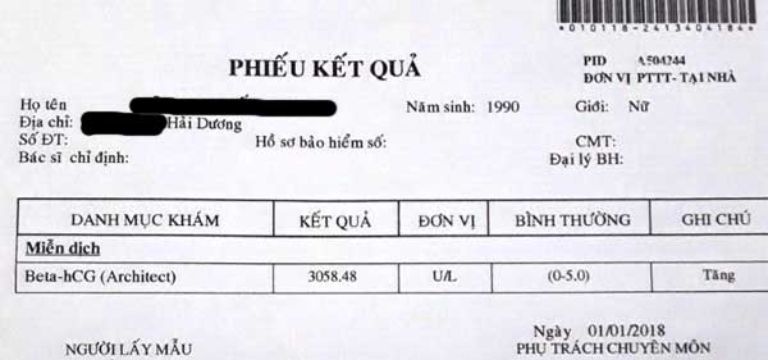 *010118-2413404184*
PHIẾU KẾT QUẢ
PID A504244
ĐƠN VỊ PTTT- TẠI NHÀ
Họ tên Năm sinh: 1990 Giới: Nữ
Địa chỉ: Hải Dương
Số ĐT: Hồ sơ bảo hiểm số: CMT:
Bác sĩ chỉ định: Đại lý BH:
DANH MỤC KHÁM KẾT QUẢ ĐƠN VỊ BÌNH THƯỜNG GHI CHÚ
Miễn dịch
Beta-hCG (Architect) 3058.48 U/L (0-5.0) Tăng
Ngày 01/01/2018
NGƯỜI LẤY MẪU PHỤ TRÁCH CHUYÊN MÔN